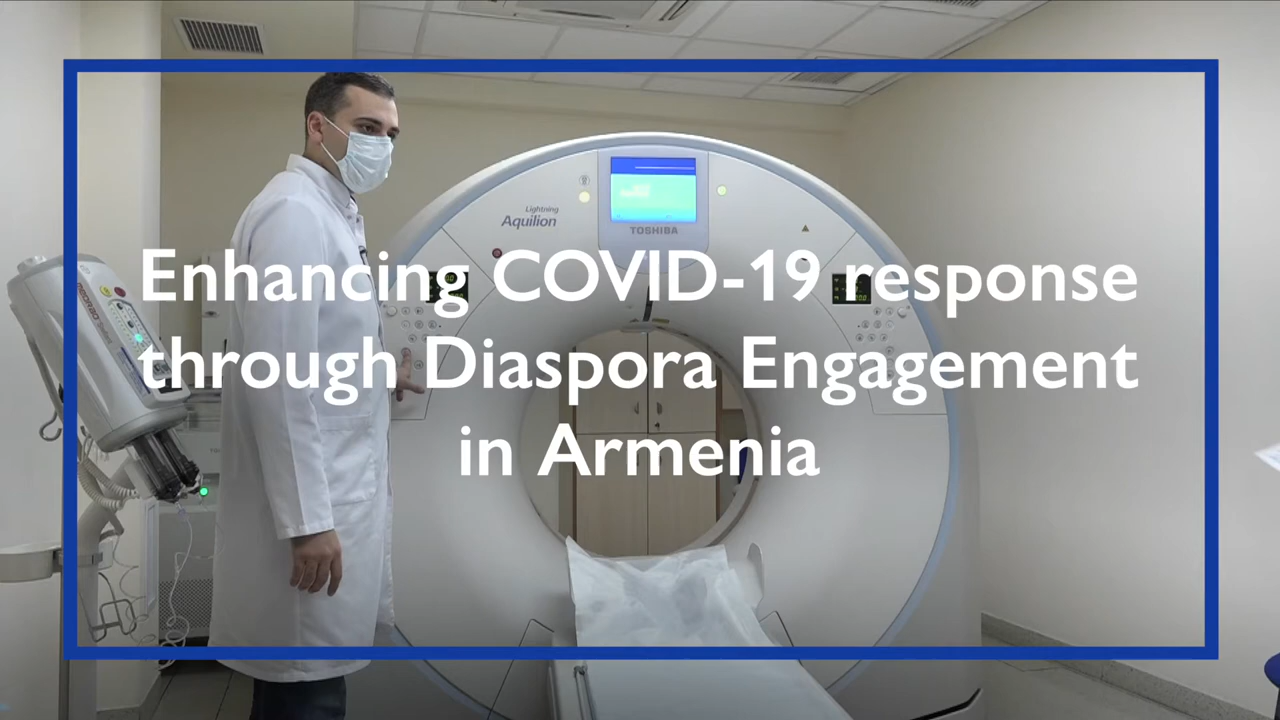 Lightning
Aquilion
TOSHIBA
Enhancing COVID-19 response
through Diaspora Engagement
in Armenia